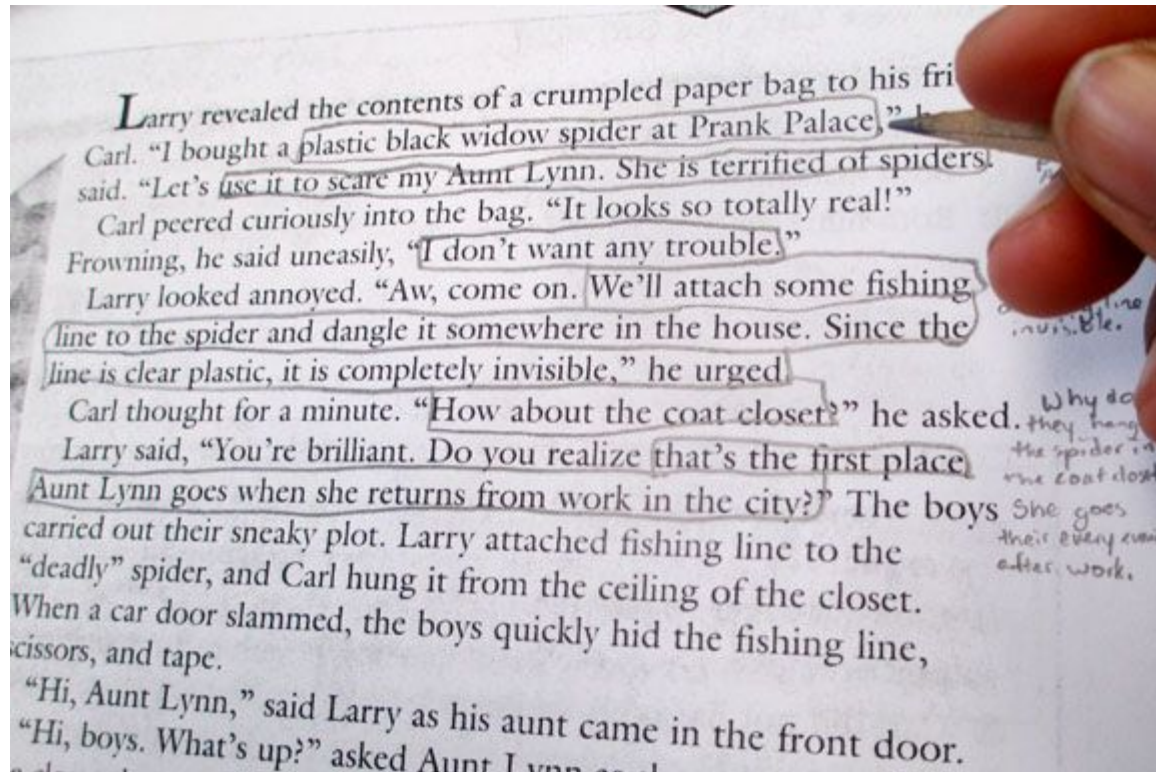 Larry revealed the contents of a crumpled paper bag to his
Carl. “I bought a plastic black widow spider at Prank Palace,”
said. “Let’s use it to scare my Aunt Lynn. She is terrified of spiders.
Carl peered curiously into the bag. “It looks so totally real!”
Frowning, he said uneasily, “I don’t want any trouble.”
Larry looked annoyed. “Aw, come on. We’ll attach some fishing
line to the spider and dangle it somewhere in the house. Since the
line is clear plastic, it is completely invisible,” he urged.
Carl thought for a minute. “How about the coat closet?” he asked.
Larry said, “You’re brilliant. Do you realize that’s the first place
Aunt Lynn goes when she returns from work in the city?” The boys
carried out their sneaky plot. Larry attached fishing line to the
“deadly” spider, and Carl hung it from the ceiling of the closet.
When a car door slammed, the boys quickly hid the fishing line,
scissors, and tape.
“Hi, Aunt Lynn,” said Larry as his aunt came in the front door.
“Hi, boys. What’s up?” asked Aunt Lynn
line
invisible.
Why do
they hang
the spider in
the coat closet
She goes
their every
after work.